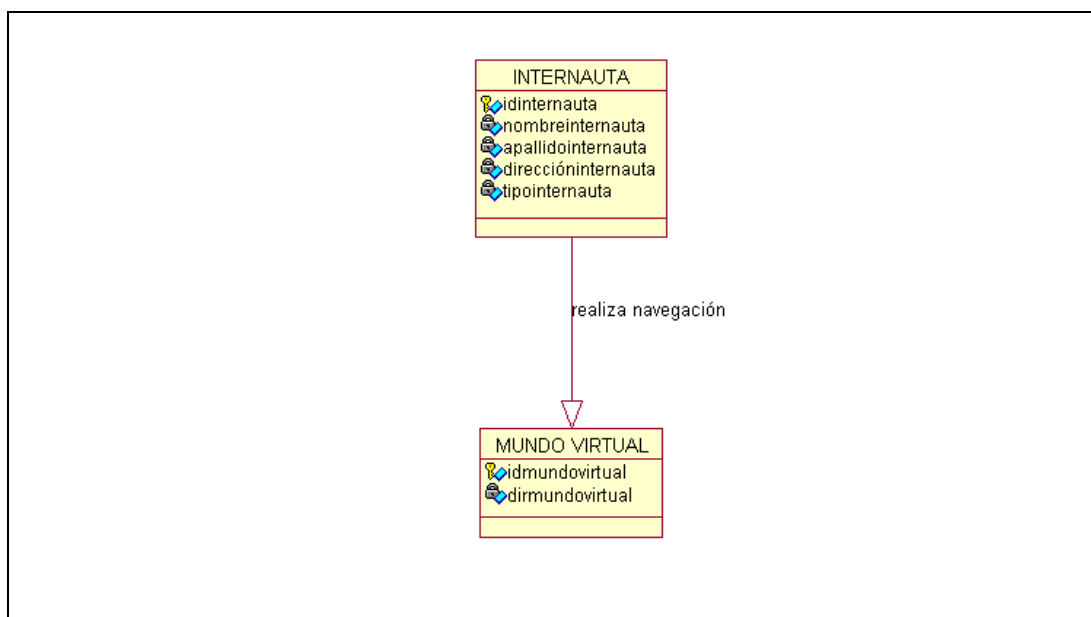 INTERNAUTA
idinternauta
nombreinternauta
apallidointernauta
direccióninternauta
tipointernauta
realiza navegación
MUNDO VIRTUAL
idmundovirtual
dirmundovirtual